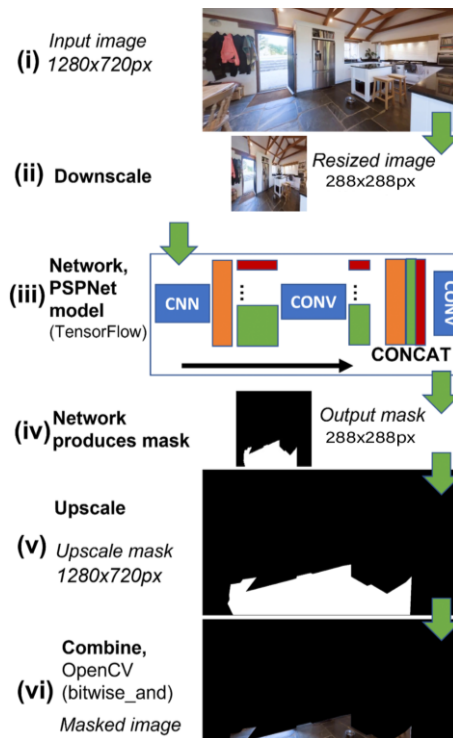 (i) Input image
1280x720px
(ii) Downscale
Resized image
288x288px
(iii) Network,
PSPNet
model
(TensorFlow)
CNN
CONV
CONV
CONCAT
(iv) Network
produces mask
Output mask
288x288px
Upscale
(v) Upscale mask
1280x720px
Combine,
OpenCV
(vi) (bitwise_and)
Masked image